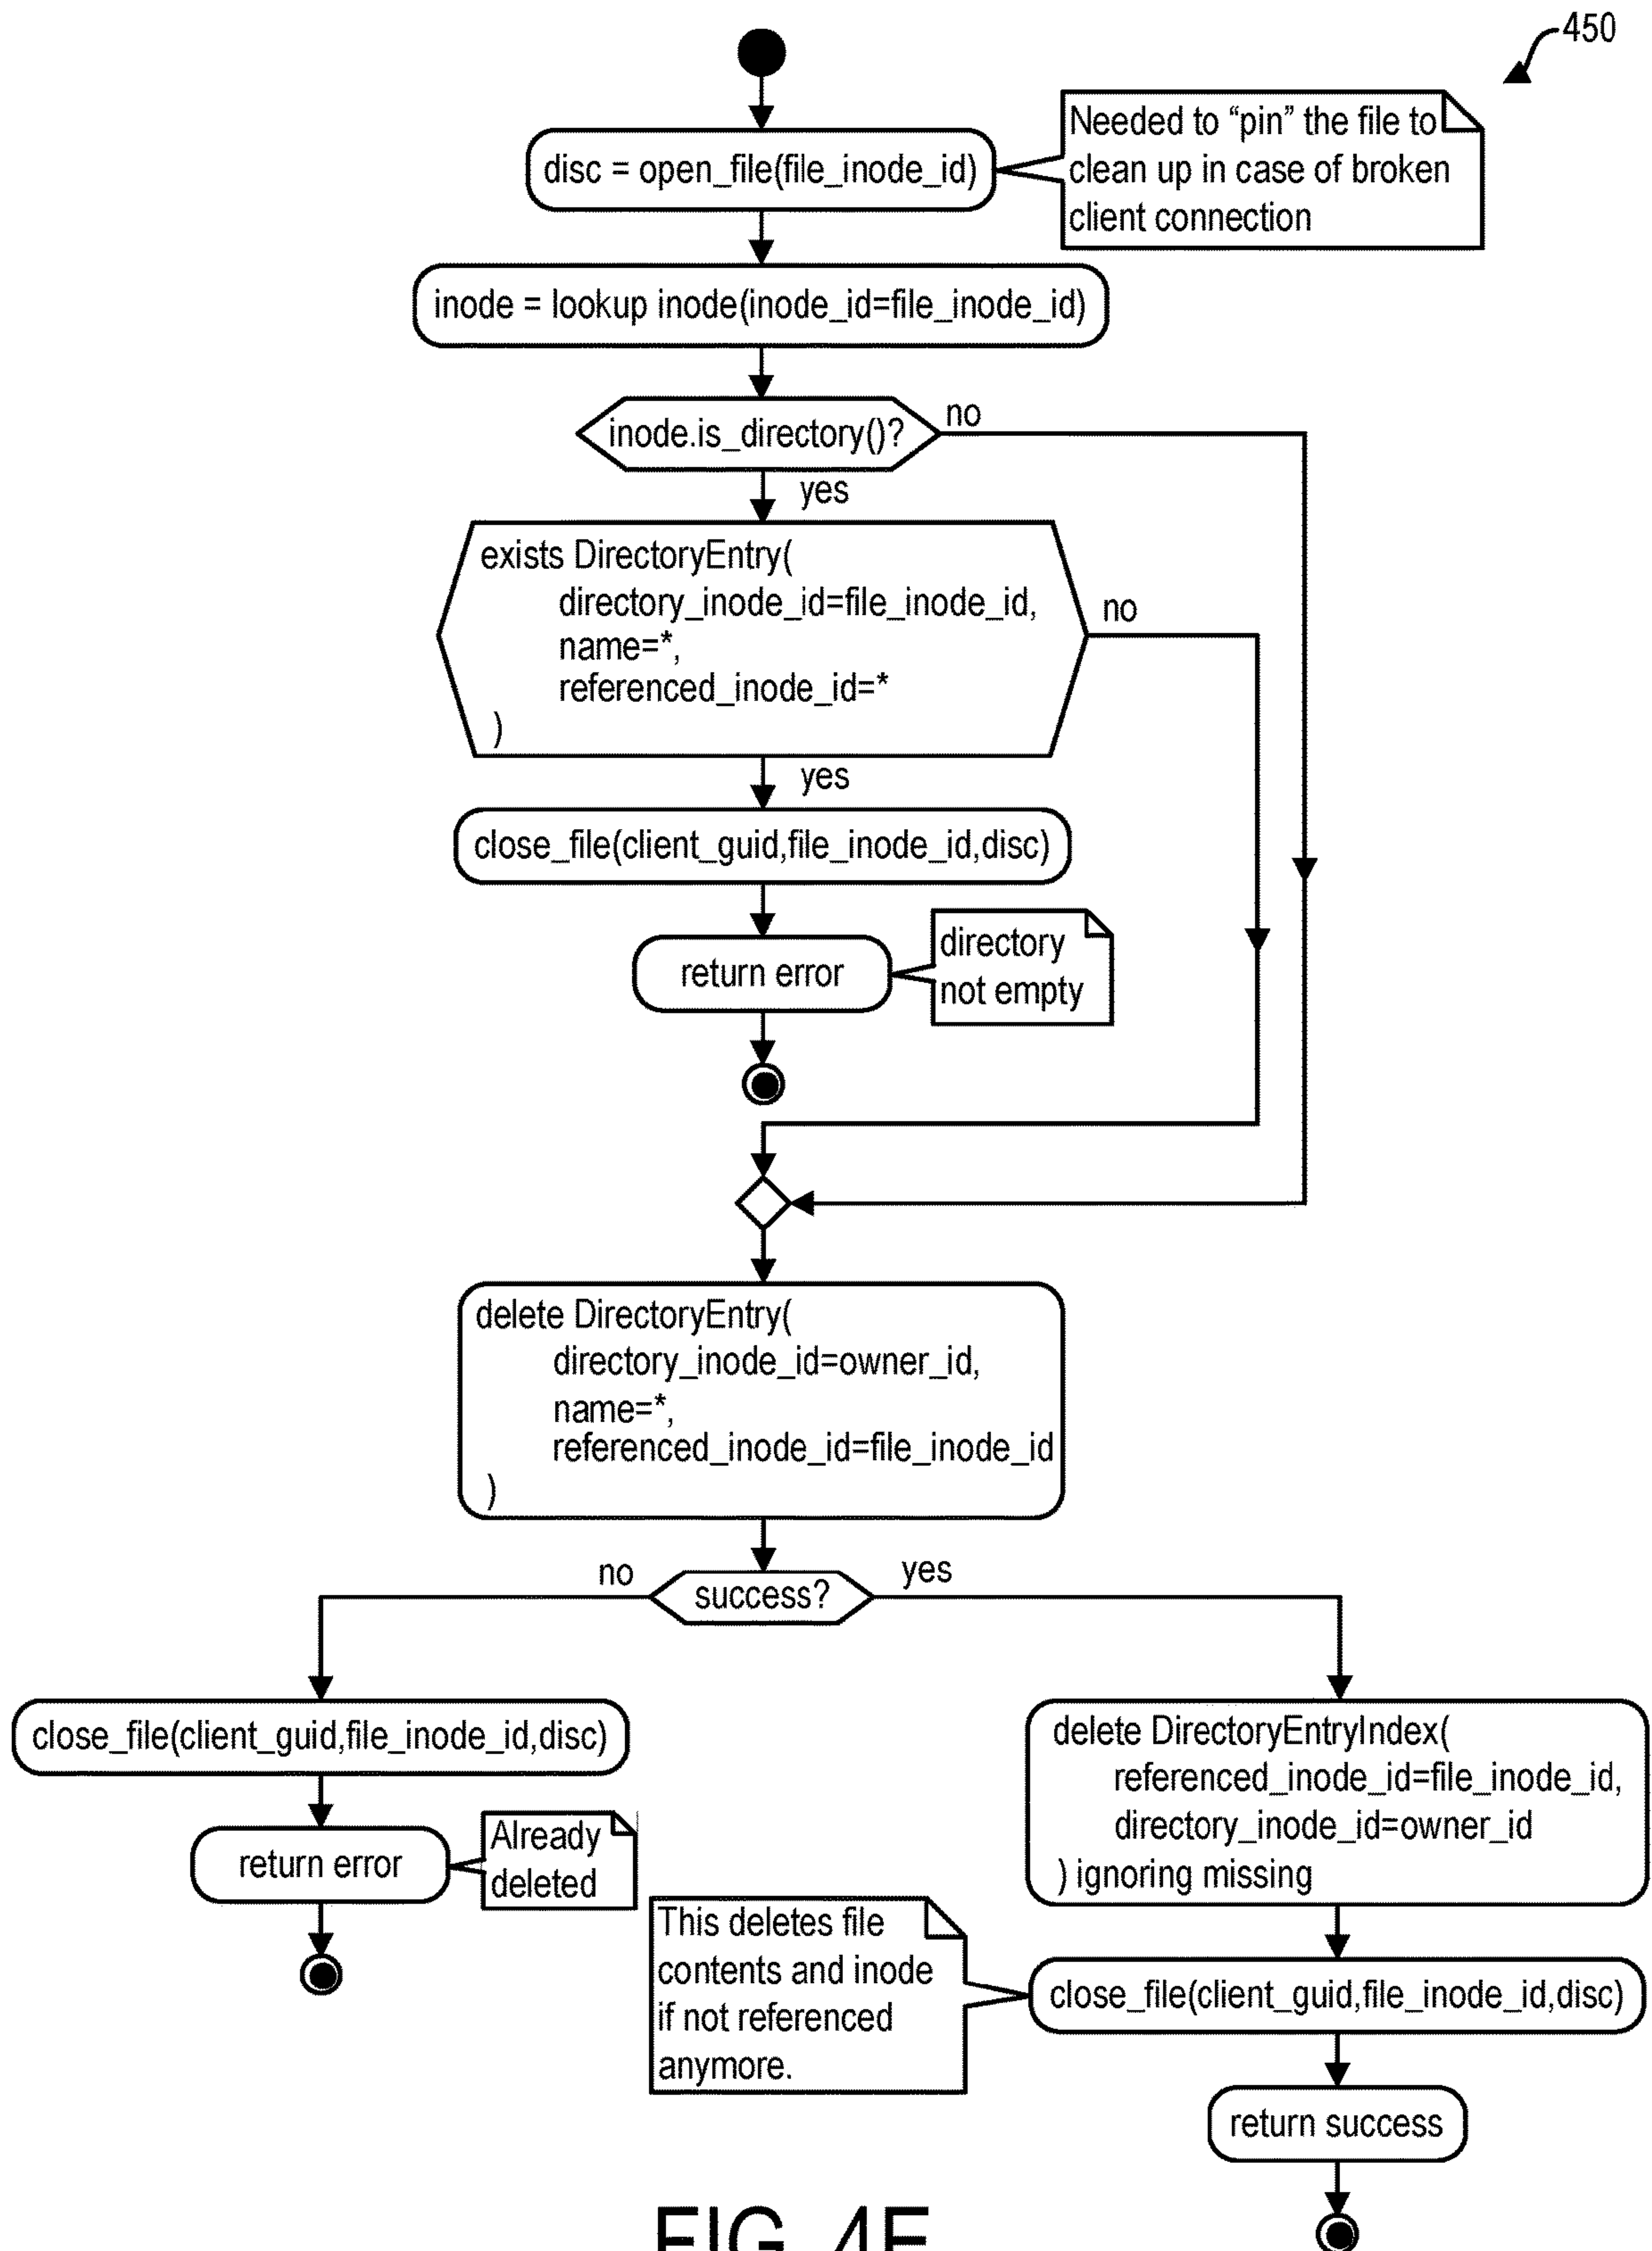 450
disc = open_file(file_inode_id)
Needed to “pin” the file to
clean up in case of broken
client connection
inode = lookup inode(inode_id=file_inode_id)
inode.is_directory()?
no
yes
exists DirectoryEntry(
directory_inode_id=file_inode_id,
name=*,
referenced_inode_id=*
)
no
yes
close_file(client_guid,file_inode_id,disc)
return error
directory
not empty
delete DirectoryEntry(
directory_inode_id=owner_id,
name=*,
referenced_inode_id=file_inode_id
)
success?
no
yes
close_file(client_guid,file_inode_id,disc)
return error
Already
deleted
delete DirectoryEntryIndex(
referenced_inode_id=file_inode_id,
directory_inode_id=owner_id
) ignoring missing
This deletes file
contents and inode
if not referenced
anymore.
close_file(client_guid,file_inode_id,disc)
return success
FIG. 4E